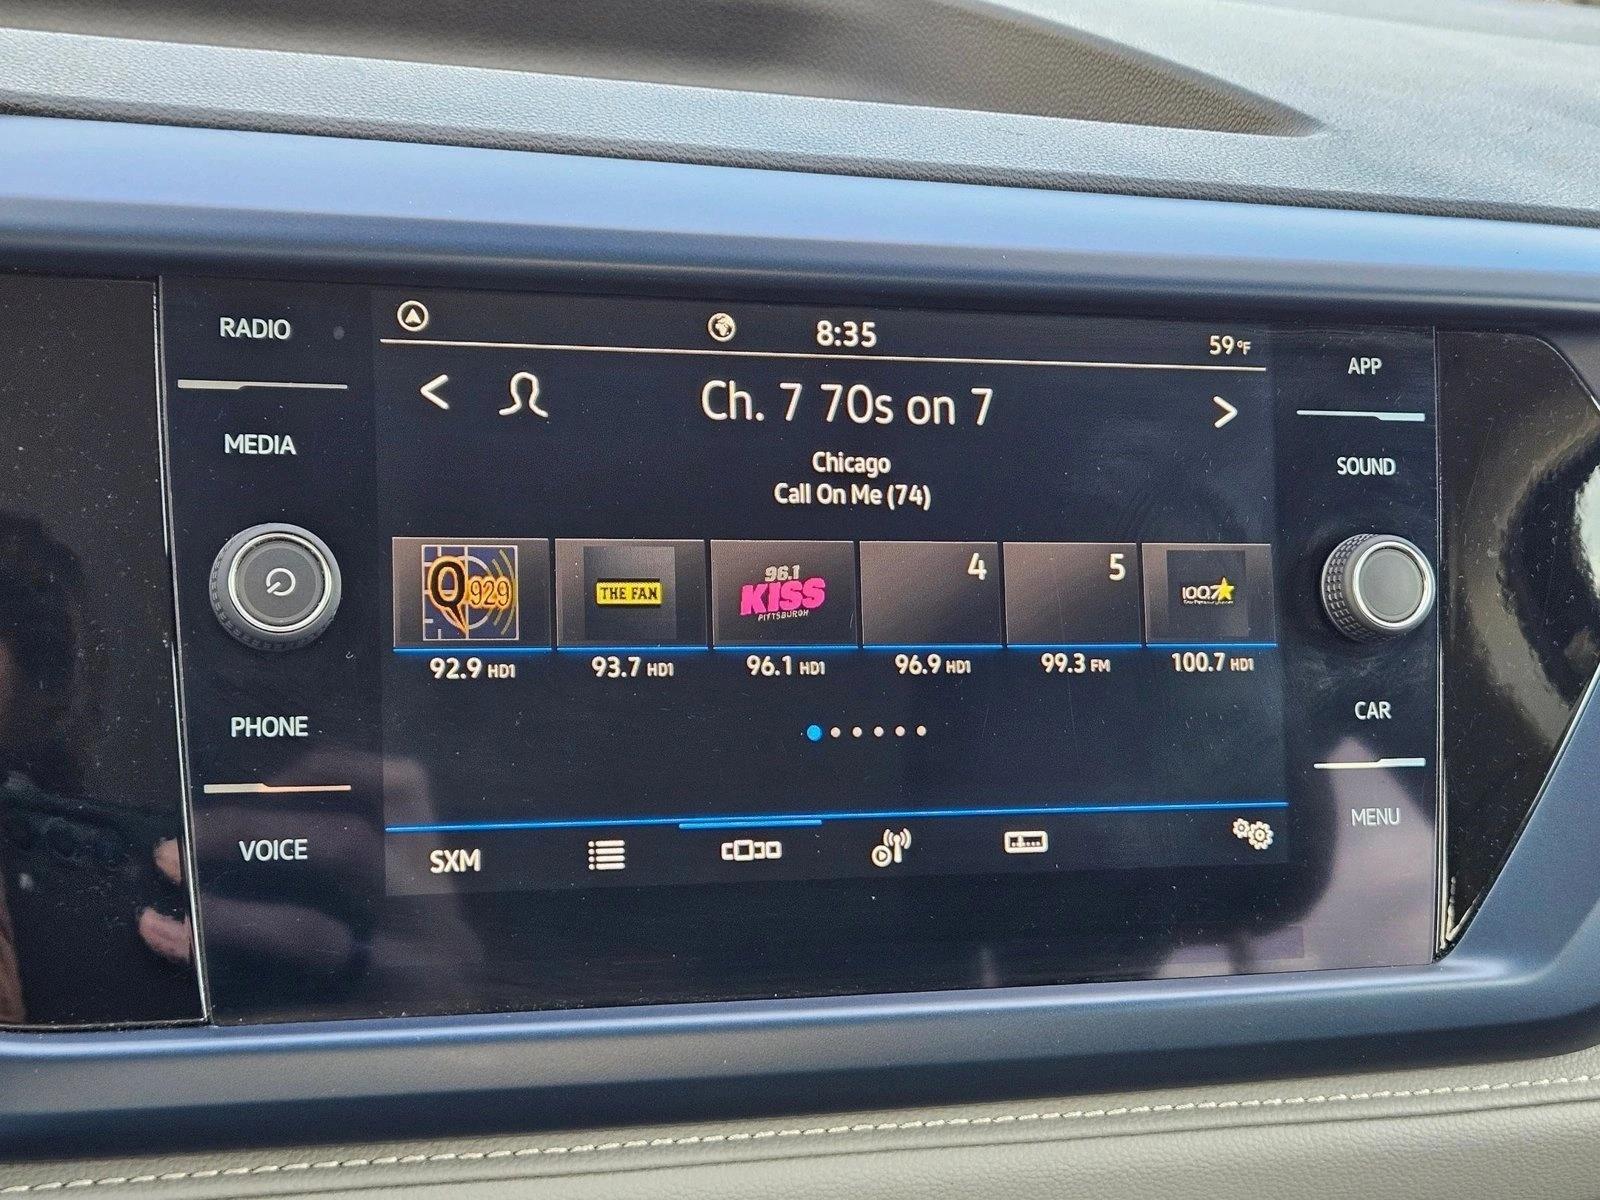 RADIO
MEDIA
PHONE
VOICE
8:35
59°F
Ch. 7 70s on 7
Chicago
Call On Me (74)
Q 92.9
THE FAN
96.1
KISS
PITTSBURGH
4
5
100.7
92.9 HD1
93.7 HD1
96.1 HD1
96.9 HD1
99.3 FM
100.7 HD1
SXM
APP
SOUND
CAR
MENU